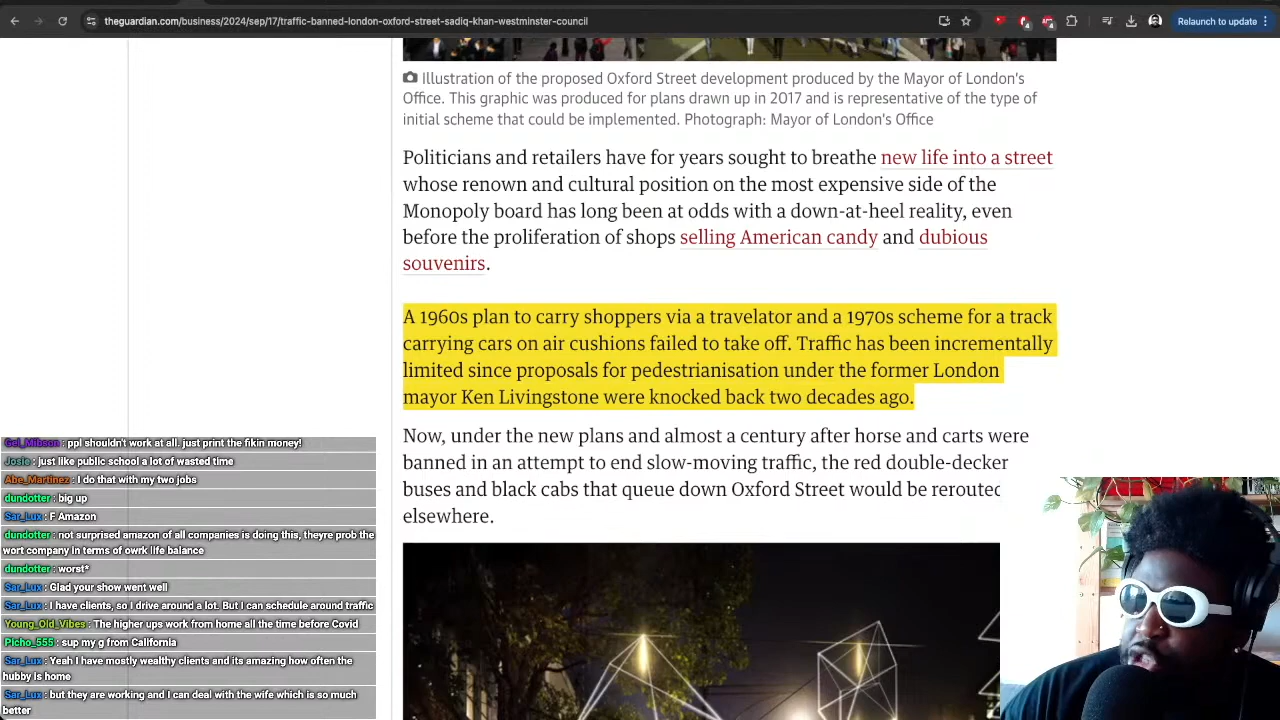 theguardian.com/business/2024/sep/17/traffic-banned-london-oxford-street-sadiq-khan-westminster-council
4
4
Relaunch to update
Illustration of the proposed Oxford Street development produced by the Mayor of London's
Office. This graphic was produced for plans drawn up in 2017 and is representative of the type of
initial scheme that could be implemented. Photograph: Mayor of London's Office
Politicians and retailers have for years sought to breathe new life into a street
whose renown and cultural position on the most expensive side of the
Monopoly board has long been at odds with a down-at-heel reality, even
before the proliferation of shops selling American candy and dubious
souvenirs.
A 1960s plan to carry shoppers via a travelator and a 1970s scheme for a track
carrying cars on air cushions failed to take off. Traffic has been incrementally
limited since proposals for pedestrianisation under the former London
mayor Ken Livingstone were knocked back two decades ago.
Now, under the new plans and almost a century after horse and carts were
banned in an attempt to end slow-moving traffic, the red double-decker
buses and black cabs that queue down Oxford Street would be rerouted
elsewhere.
Gel_Mibson : ppl shouldn't work at all. just print the fikin money!
Josie : just like public school a lot of wasted time
Abe_Martinez : I do that with my two jobs
dundotter : big up
Sar_Lux : F Amazon
dundotter : not surprised amazon of all companies is doing this, theyre prob the
wort company in terms of owrk life balance
dundotter : worst*
Sar_Lux : Glad your show went well
Sar_Lux : I have clients, so I drive around a lot. But I can schedule around traffic
Young_Old_Vibes : The higher ups work from home all the time before Covid
Picho_555 : sup my g from California
Sar_Lux : Yeah I have mostly wealthy clients and its amazing how often the
hubby is home
Sar_Lux : but they are working and I can deal with the wife which is so much
better